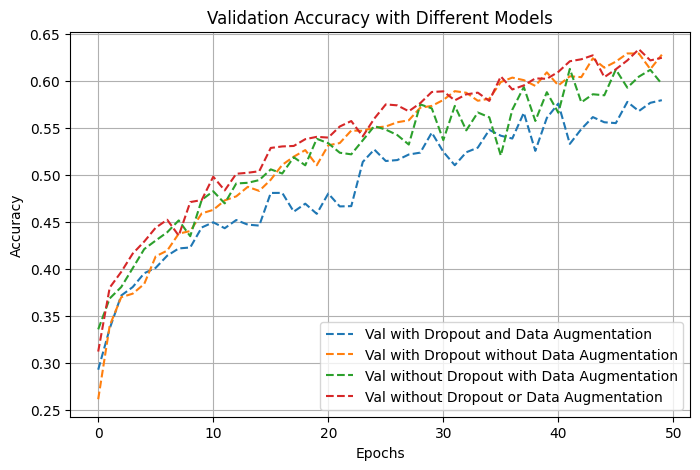 Validation Accuracy with Different Models
0.65
0.60
0.55
0.50
0.45
0.40
0.35
0.30
0.25
Accuracy
Val with Dropout and Data Augmentation
Val with Dropout without Data Augmentation
Val without Dropout with Data Augmentation
Val without Dropout or Data Augmentation
0 10 20 30 40 50
Epochs